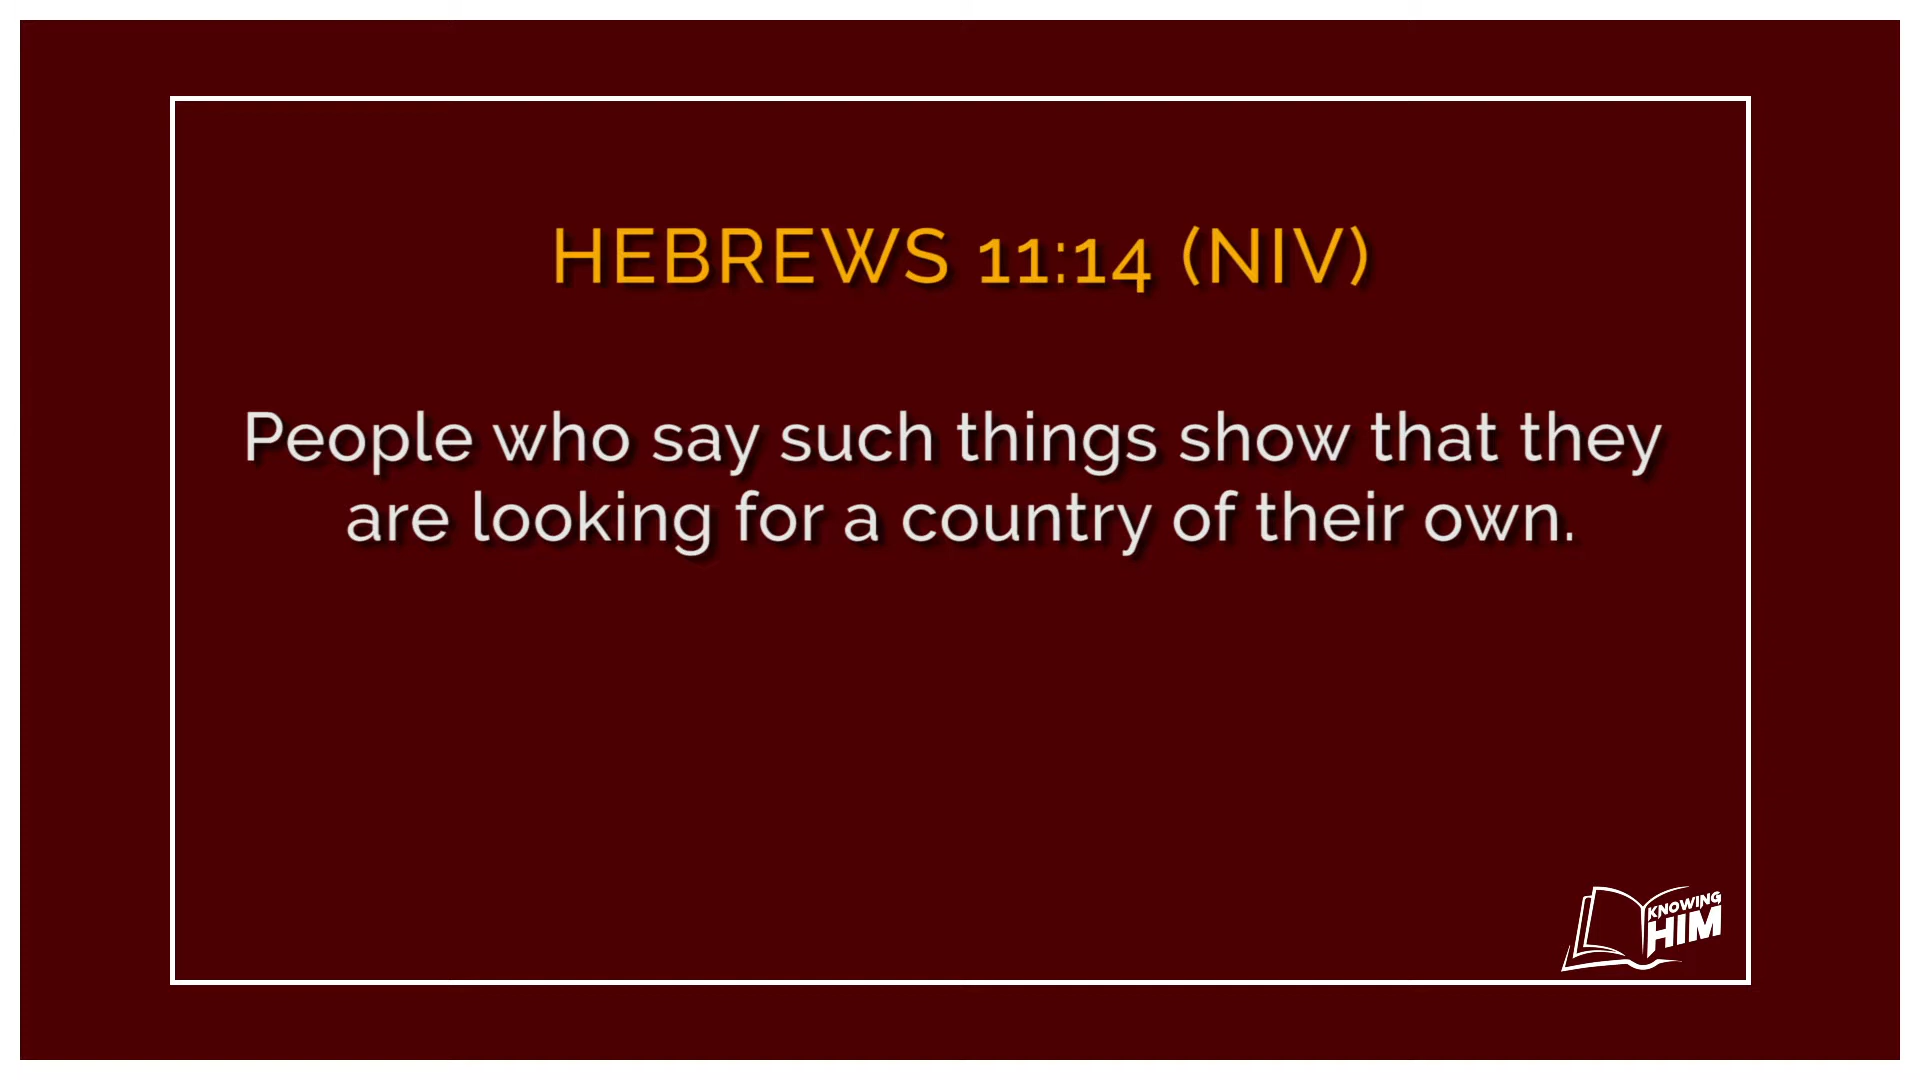 HEBREWS 11:14 (NIV)
People who say such things show that they
are looking for a country of their own.
KNOWING
HIM